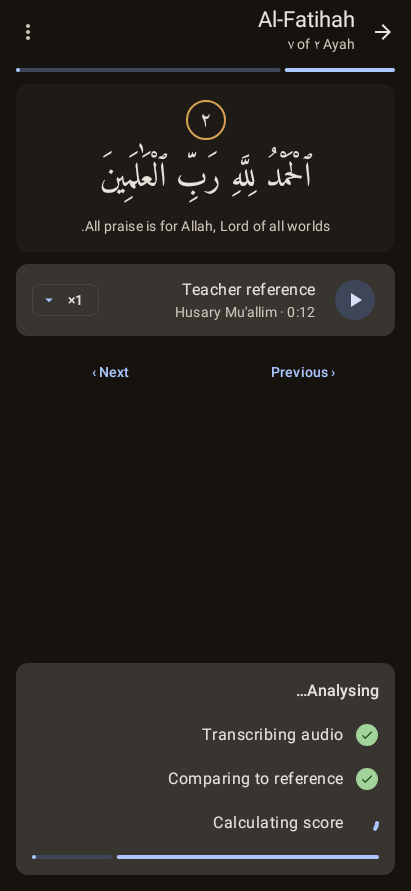 Al-Fatihah
Ayah ٢ of ٧
٢
ٱلْحَمْدُ لِلَّهِ رَبِّ ٱلْعَٰلَمِينَ
All praise is for Allah, Lord of all worlds.
Teacher reference
Husary Mu'allim · 0:12
×1
Previous ›
‹ Next
Analysing…
Transcribing audio
Comparing to reference
Calculating score